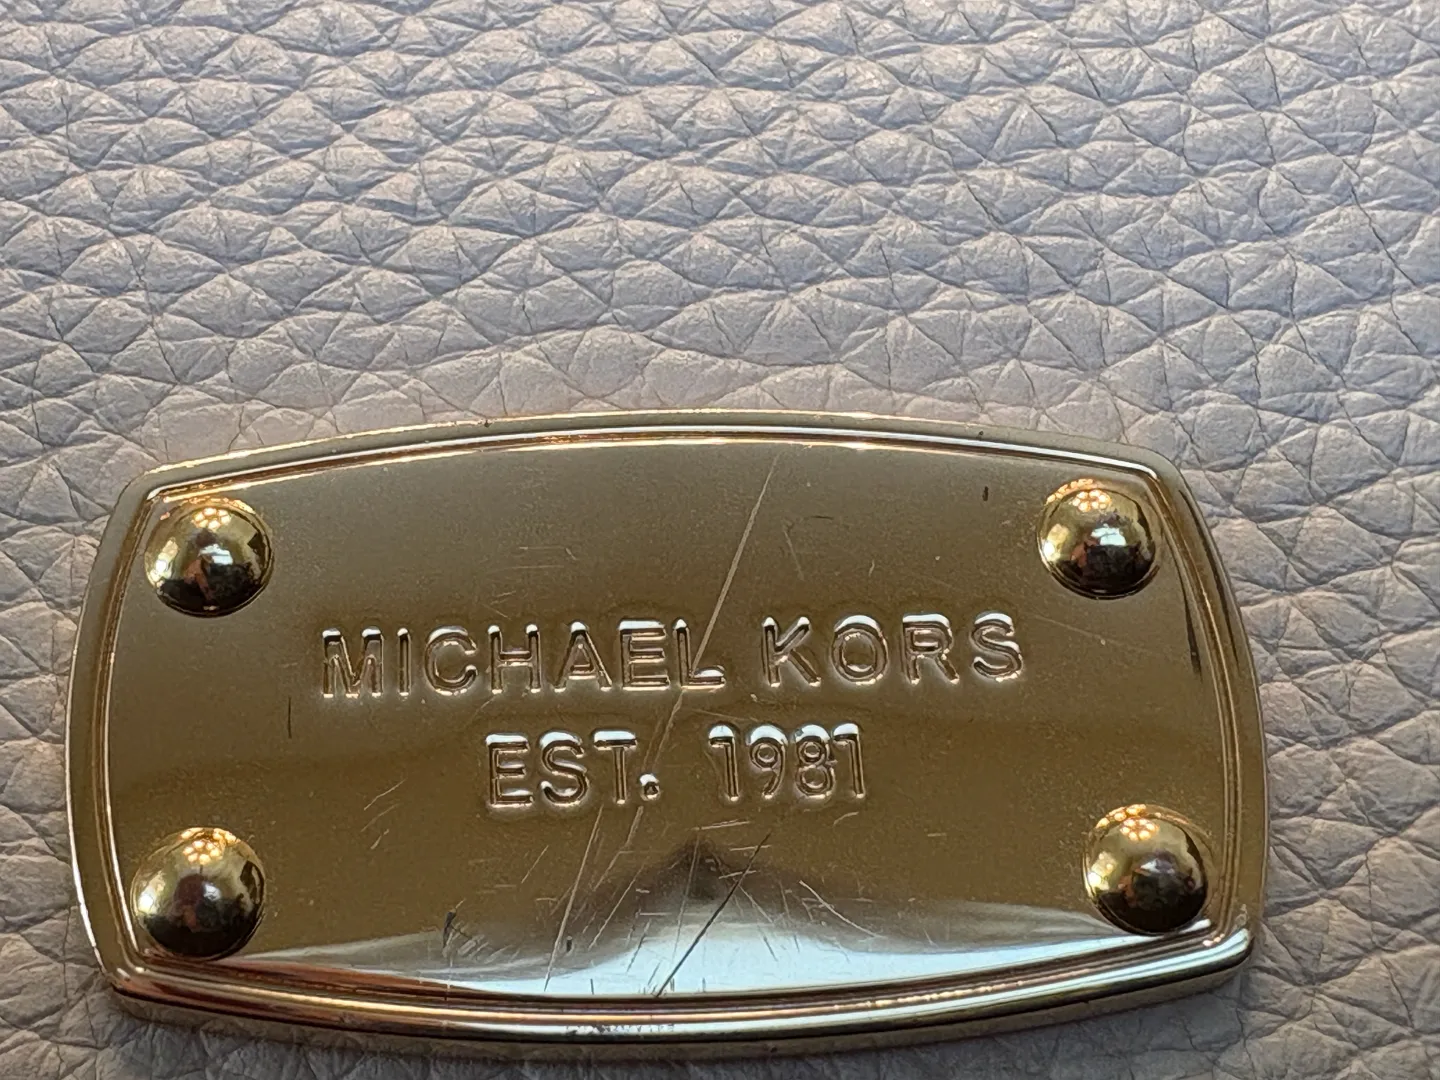 MICHAEL KORS
EST. 1981